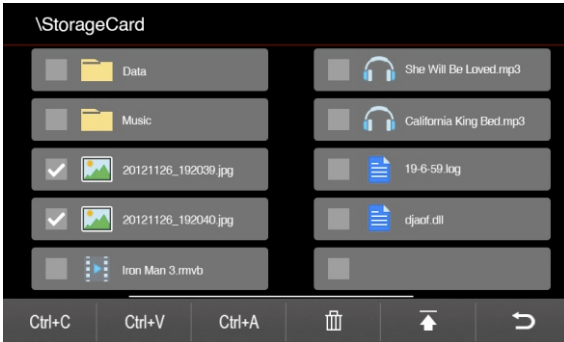 \StorageCard
Data
Music
20121126_192039.jpg
20121126_192040.jpg
Iron Man 3.rmvb
She Will Be Loved.mp3
California King Bed.mp3
19-6-59.log
djaof.dll
Ctrl+C
Ctrl+V
Ctrl+A